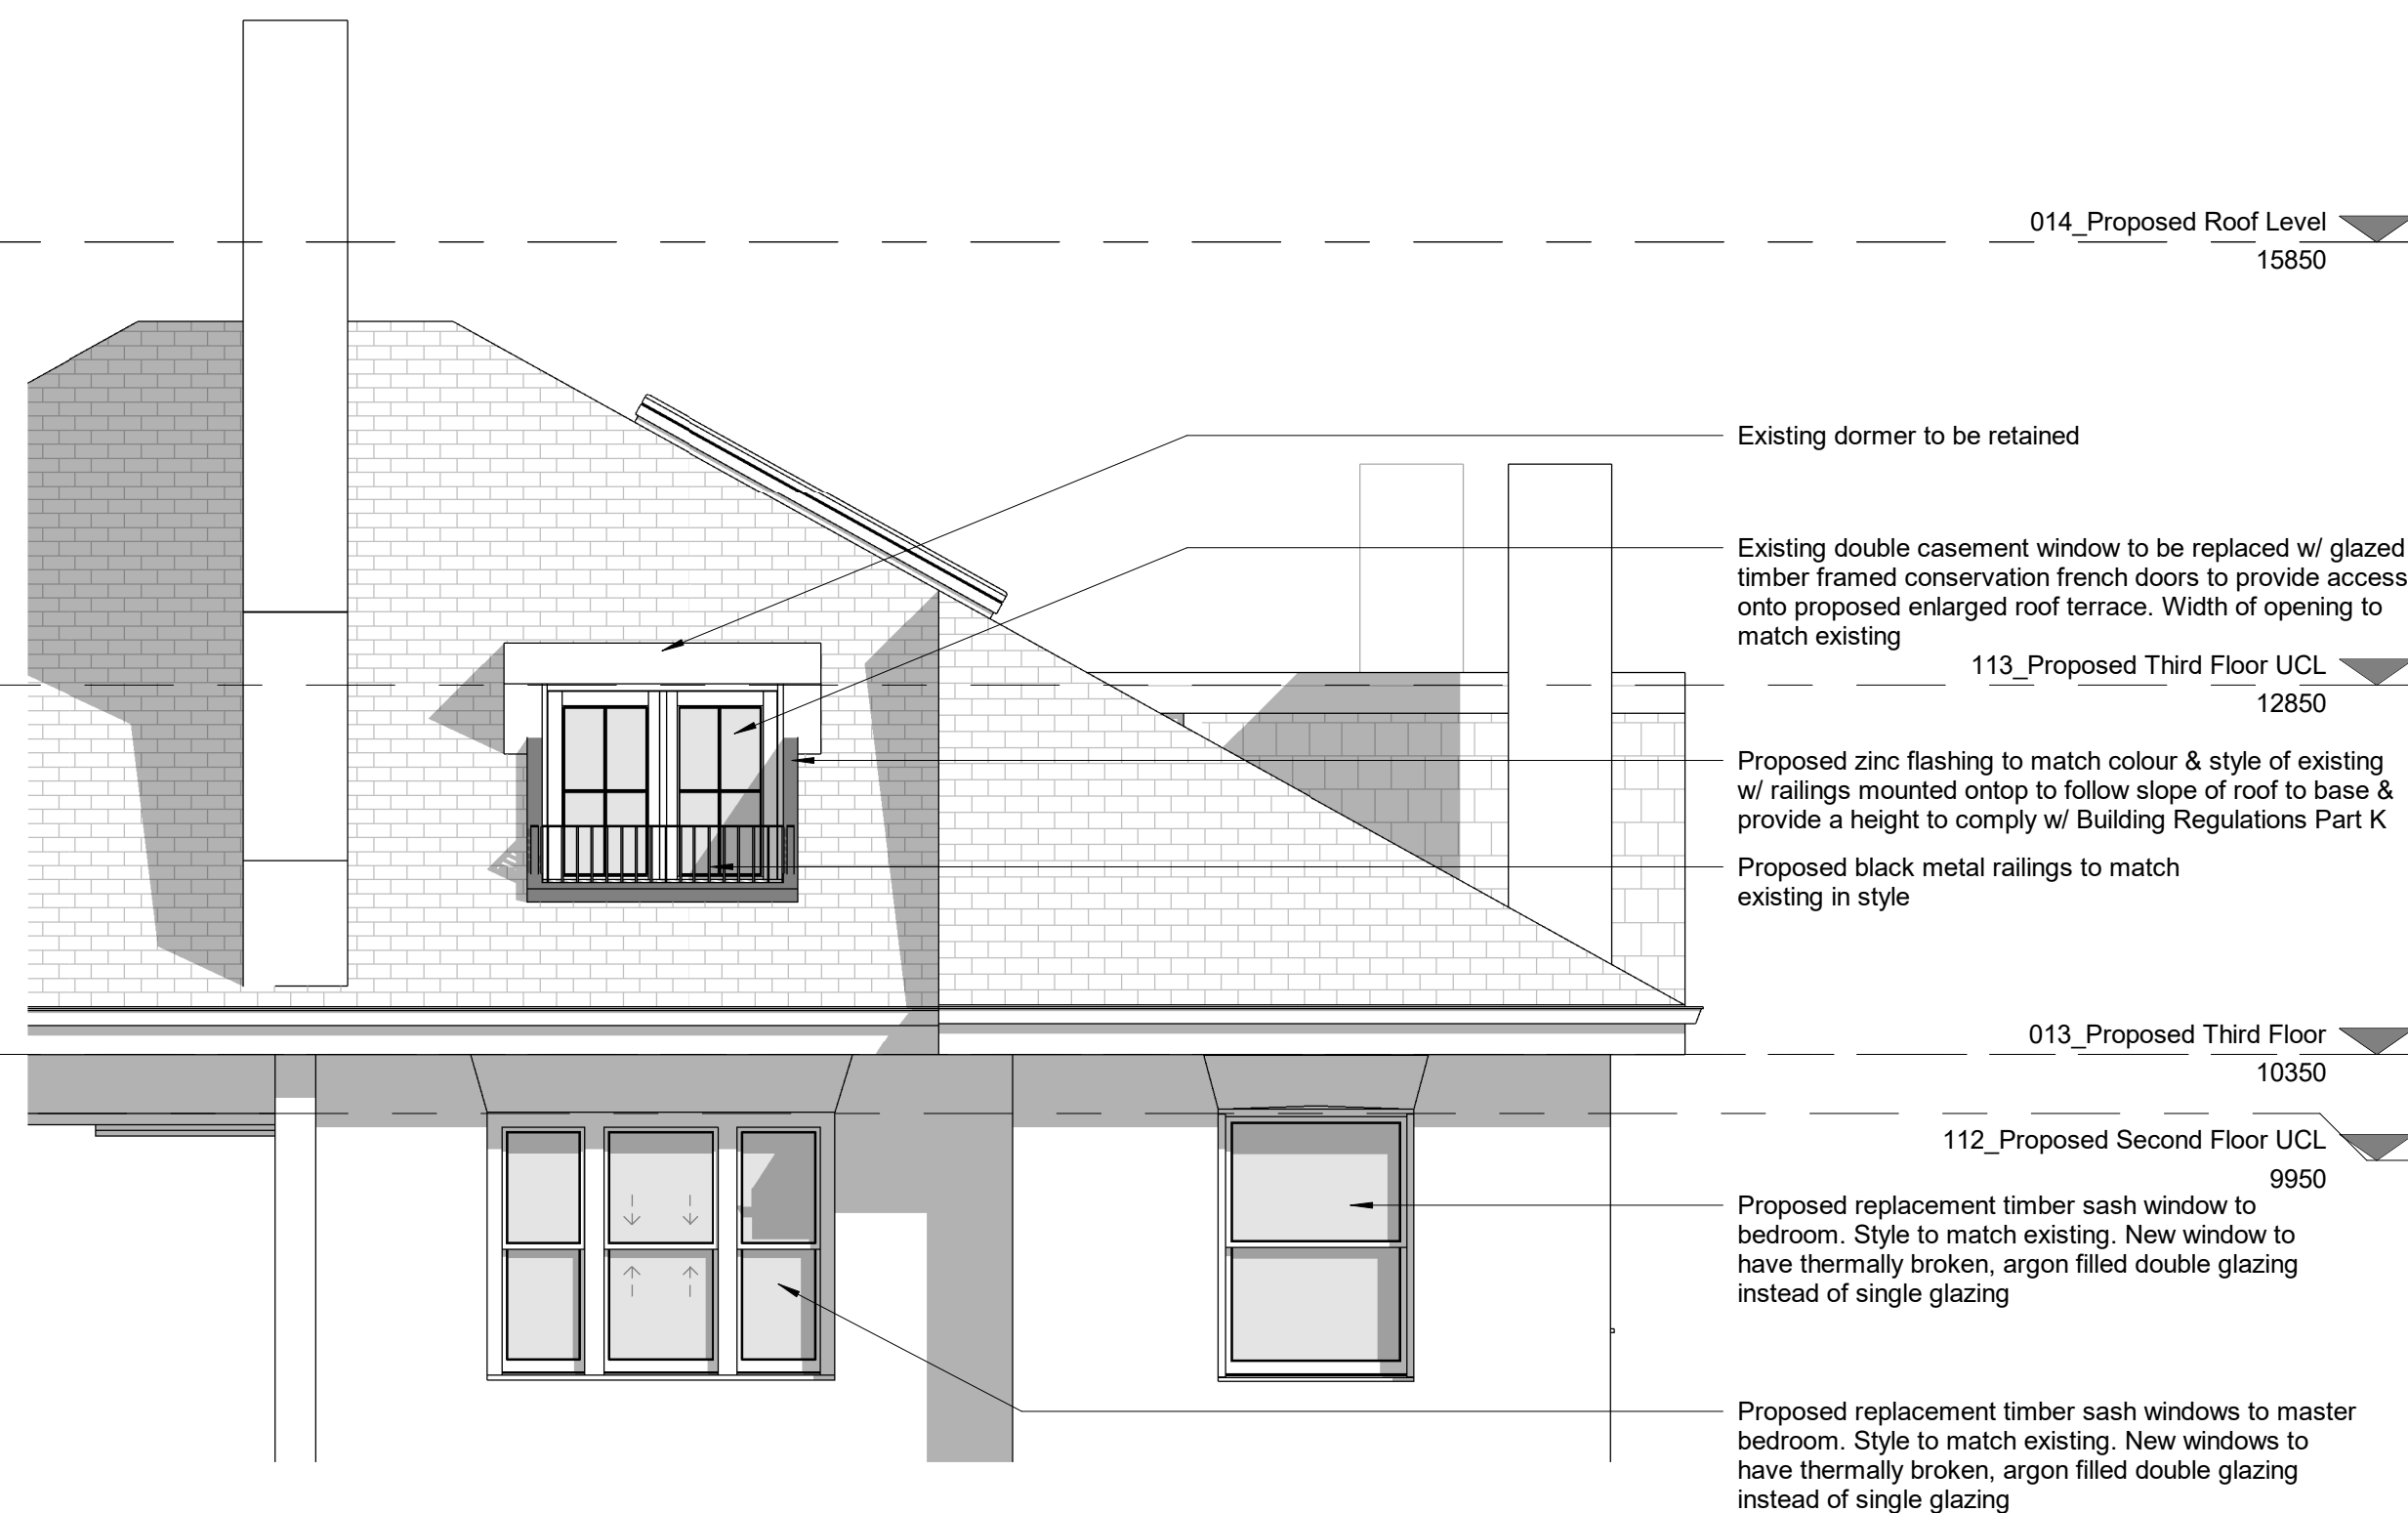 014_Proposed Roof Level
15850
Existing dormer to be retained
Existing double casement window to be replaced w/ glazed
timber framed conservation french doors to provide access
onto proposed enlarged roof terrace. Width of opening to
match existing
113_Proposed Third Floor UCL
12850
Proposed zinc flashing to match colour & style of existing
w/ railings mounted ontop to follow slope of roof to base &
provide a height to comply w/ Building Regulations Part K
Proposed black metal railings to match
existing in style
013_Proposed Third Floor
10350
112_Proposed Second Floor UCL
9950
Proposed replacement timber sash window to
bedroom. Style to match existing. New window to
have thermally broken, argon filled double glazing
instead of single glazing
Proposed replacement timber sash windows to master
bedroom. Style to match existing. New windows to
have thermally broken, argon filled double glazing
instead of single glazing